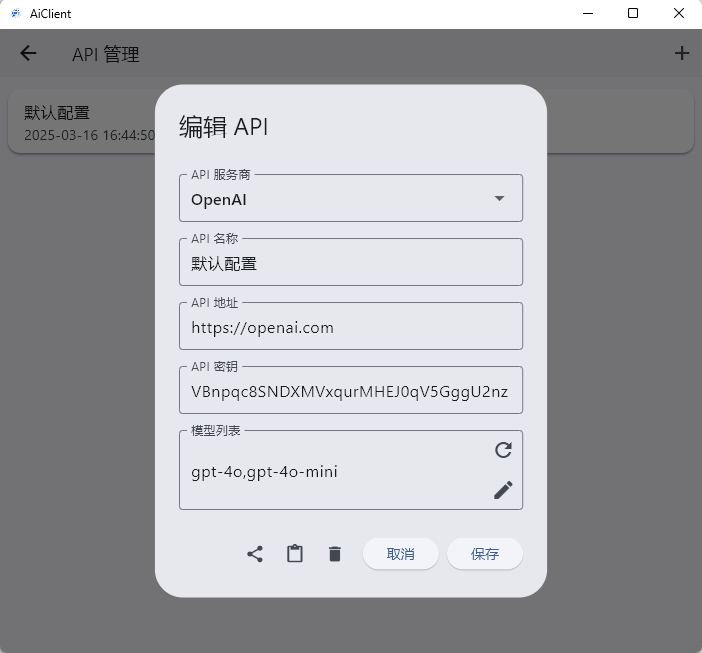 AiClient
API 管理
默认配置
2025-03-16 16:44:50
编辑 API
API 服务商
OpenAI
API 名称
默认配置
API 地址
https://openai.com
API 密钥
VBnpqc8SNDXMVxqurMHEJ0qV5GggU2nz
模型列表
gpt-4o,gpt-4o-mini
取消
保存